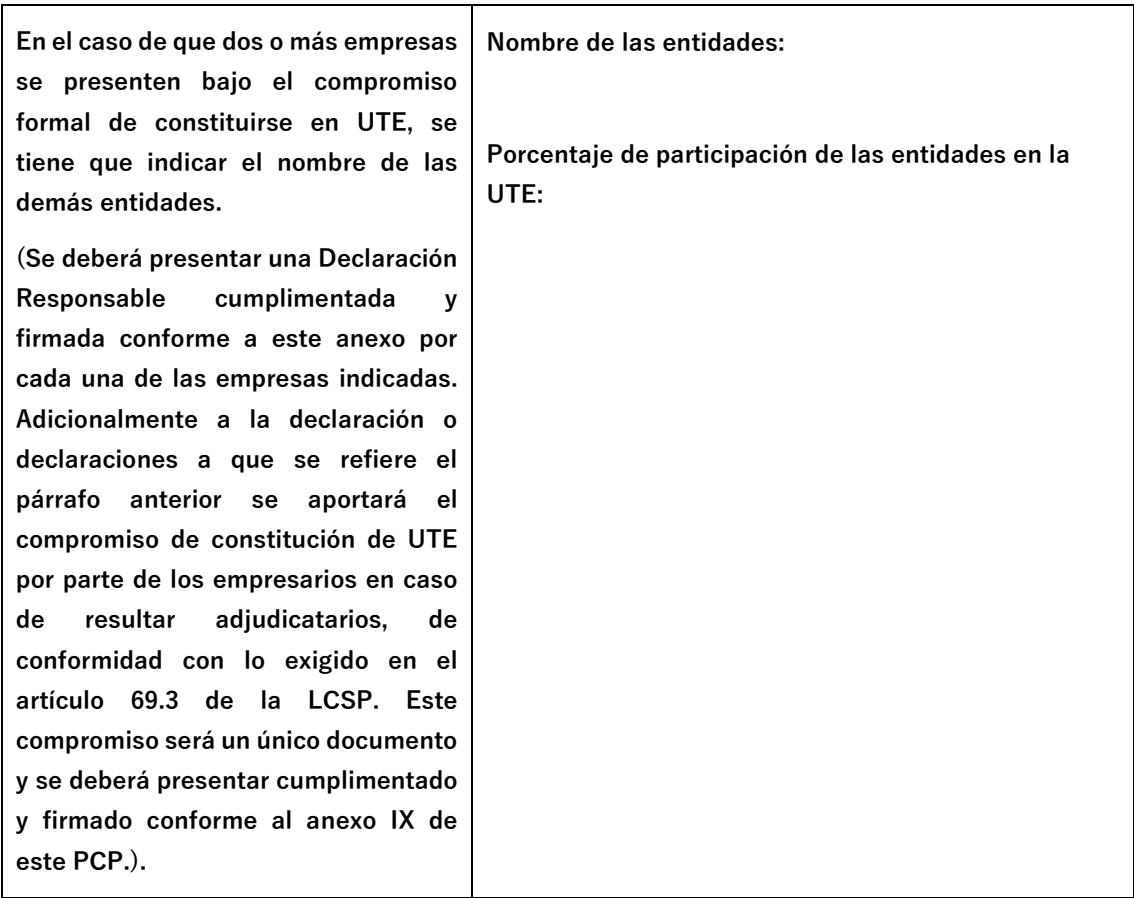 En el caso de que dos o más empresas
se presenten bajo el compromiso
formal de constituirse en UTE, se
tiene que indicar el nombre de las
demás entidades.
(Se deberá presentar una Declaración
Responsable cumplimentada y
firmada conforme a este anexo por
cada una de las empresas indicadas.
Adicionalmente a la declaración o
declaraciones a que se refiere el
párrafo anterior se aportará el
compromiso de constitución de UTE
por parte de los empresarios en caso
de resultar adjudicatarios, de
conformidad con lo exigido en el
artículo 69.3 de la LCSP. Este
compromiso será un único documento
y se deberá presentar cumplimentado
y firmado conforme al anexo IX de
este PCP.).
Nombre de las entidades:
Porcentaje de participación de las entidades en la
UTE: